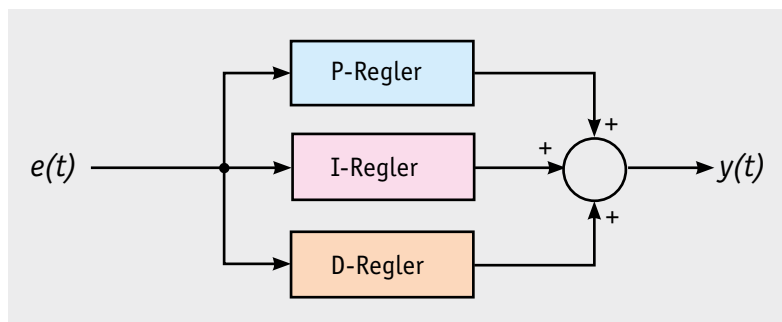 P-Regler
+
e(t)
I-Regler
+
y(t)
D-Regler
+